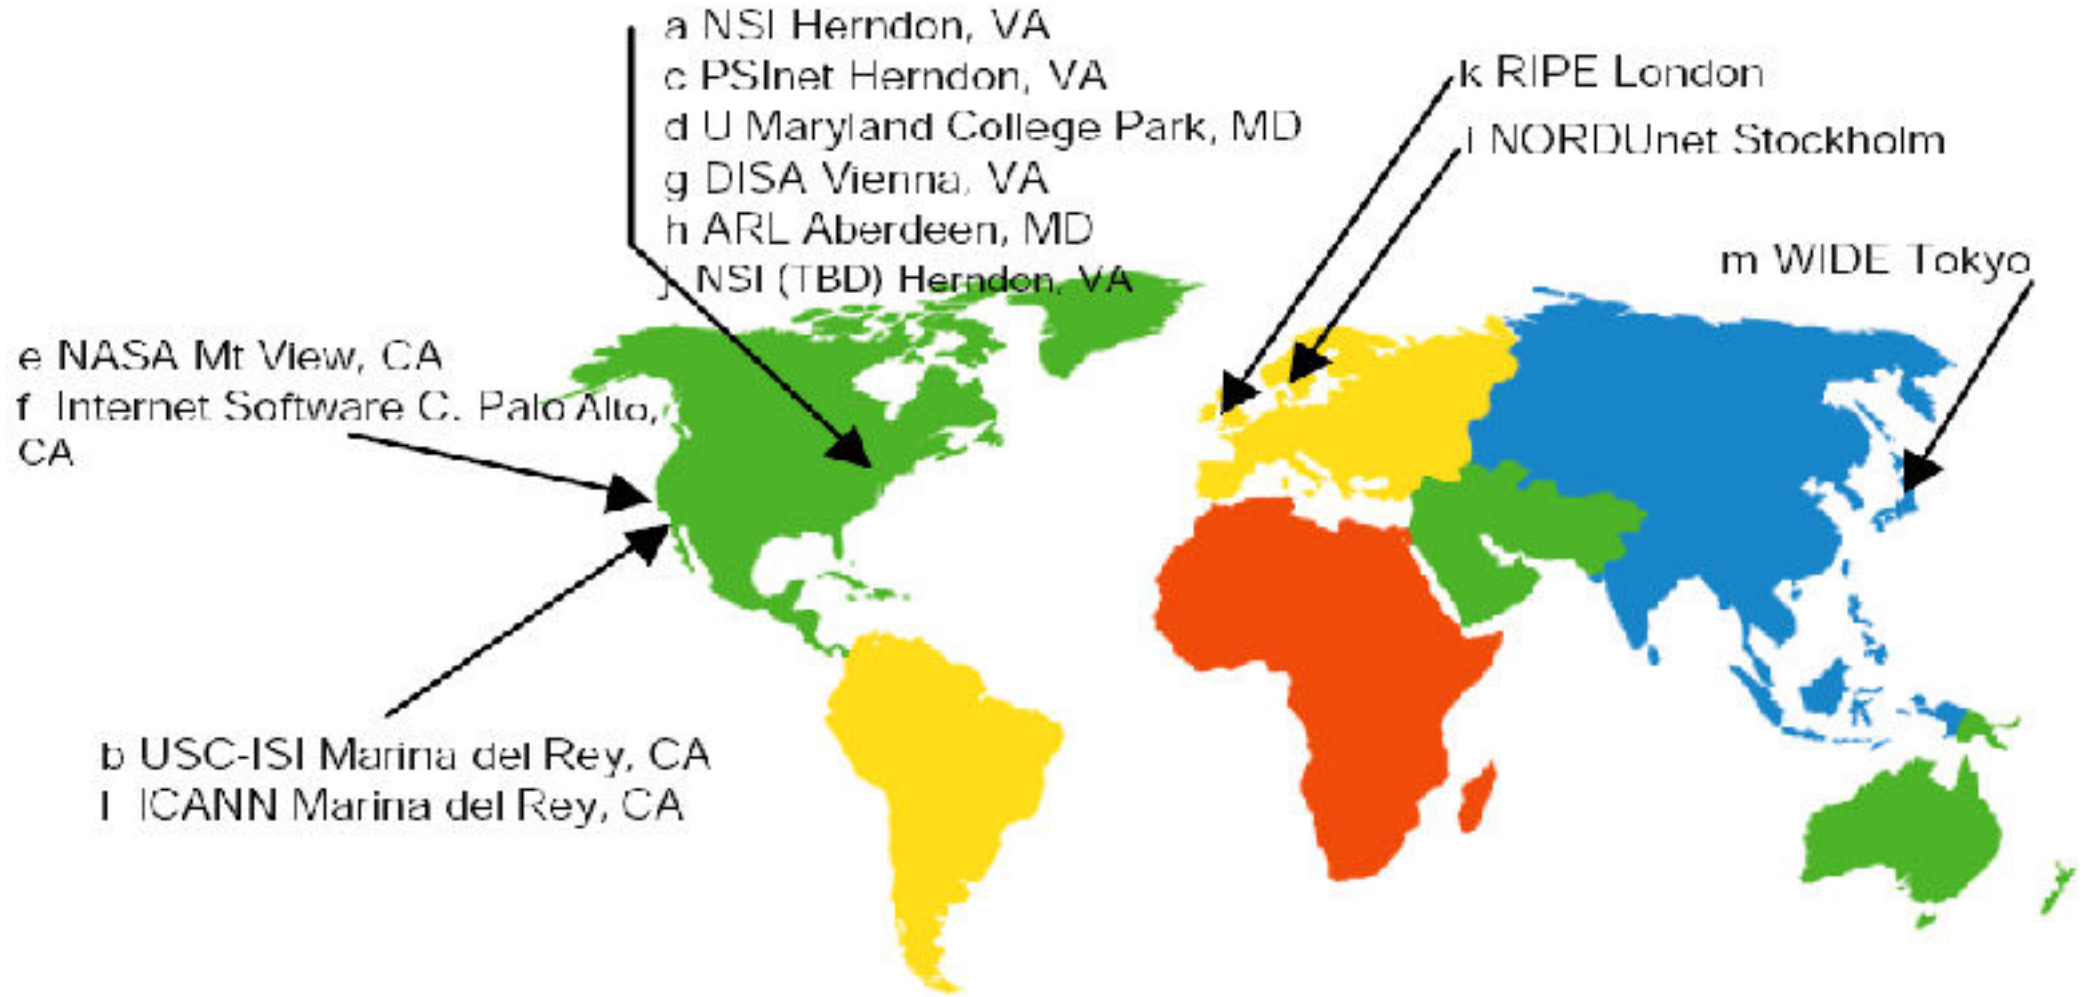 a NSI Herndon, VA
c PSInet Herndon, VA
d U Maryland College Park, MD
g DISA Vienna, VA
h ARL Aberdeen, MD
j NSI (TBD) Herndon, VA
k RIPE London
i NORDUnet Stockholm
m WIDE Tokyo
e NASA Mt View, CA
f Internet Software C. Palo Alto,
CA
b USC-ISI Marina del Rey, CA
l ICANN Marina del Rey, CA